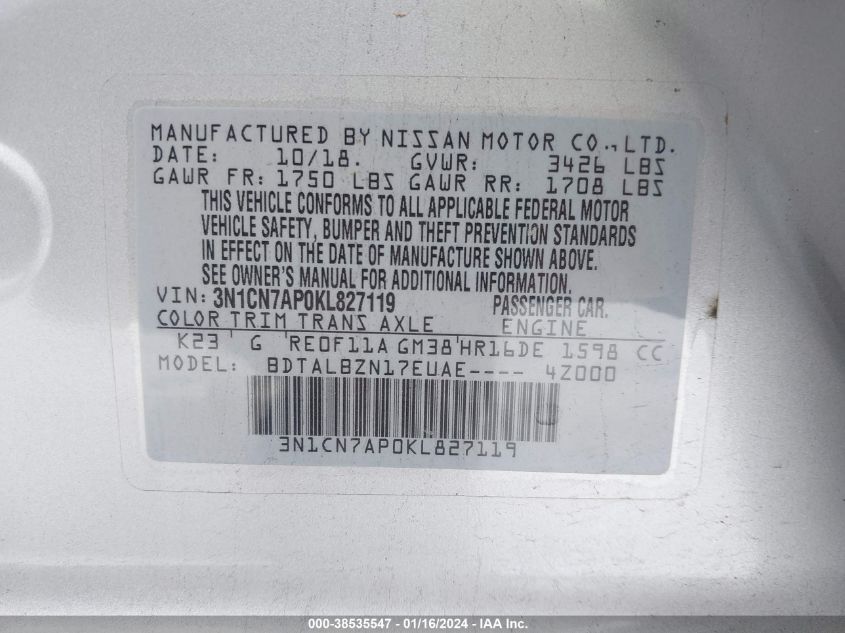 MANUFACTURED BY NISSAN MOTOR CO., LTD.
DATE: 10/18. GVWR: 3426 LBS
GAWR FR: 1750 LBS GAWR RR: 1708 LBS
THIS VEHICLE CONFORMS TO ALL APPLICABLE FEDERAL MOTOR
VEHICLE SAFETY, BUMPER AND THEFT PREVENTION STANDARDS
IN EFFECT ON THE DATE OF MANUFACTURE SHOWN ABOVE.
SEE OWNER'S MANUAL FOR ADDITIONAL INFORMATION.
VIN: 3N1CN7AP0KL827119 PASSENGER CAR.
COLOR TRIM TRANS AXLE ENGINE
K23 G RE0F11A GM38 HR16DE 1598 CC
MODEL: BDTALBZN17EUAE---- 4Z000
3N1CN7AP0KL827119
000-38535547 - 01/16/2024 - IAA Inc.